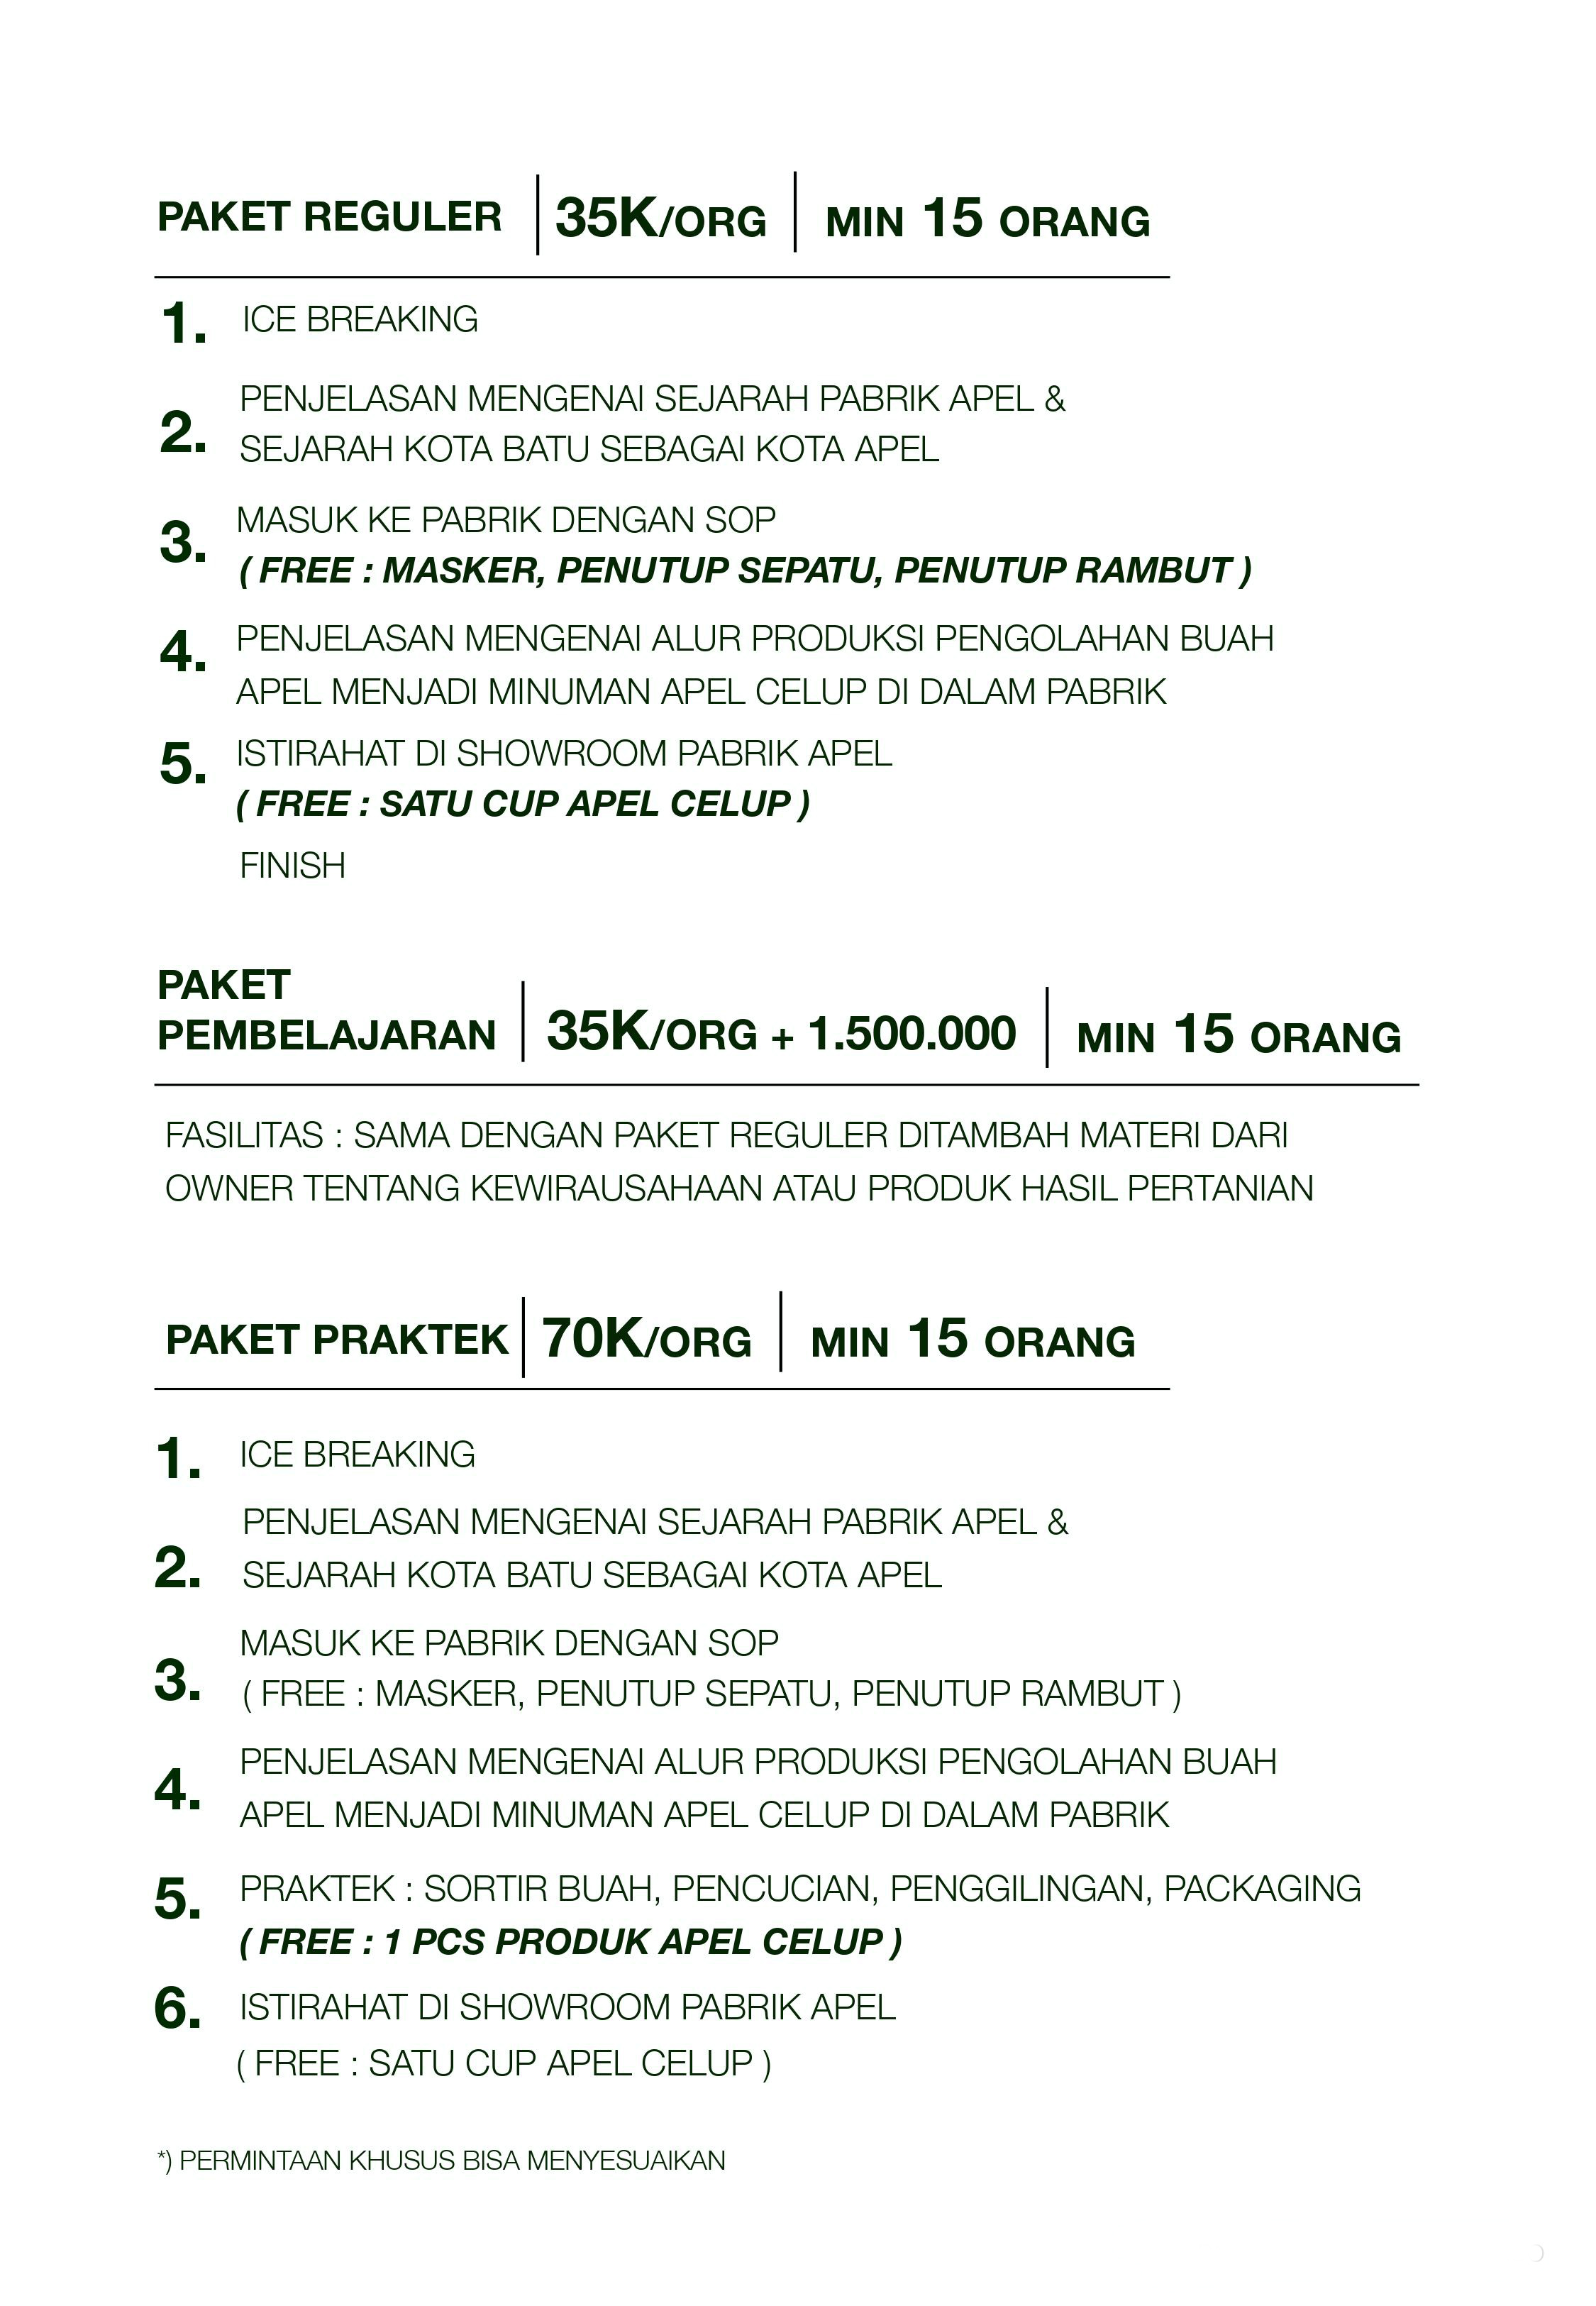 PAKET REGULER | 35K/ORG | MIN 15 ORANG
1. ICE BREAKING
2. PENJELASAN MENGENAI SEJARAH PABRIK APEL &
SEJARAH KOTA BATU SEBAGAI KOTA APEL
3. MASUK KE PABRIK DENGAN SOP
( FREE : MASKER, PENUTUP SEPATU, PENUTUP RAMBUT )
4. PENJELASAN MENGENAI ALUR PRODUKSI PENGOLAHAN BUAH
APEL MENJADI MINUMAN APEL CELUP DI DALAM PABRIK
5. ISTIRAHAT DI SHOWROOM PABRIK APEL
( FREE : SATU CUP APEL CELUP )
FINISH
PAKET
PEMBELAJARAN | 35K/ORG + 1.500.000 | MIN 15 ORANG
FASILITAS : SAMA DENGAN PAKET REGULER DITAMBAH MATERI DARI
OWNER TENTANG KEWIRAUSAHAAN ATAU PRODUK HASIL PERTANIAN
PAKET PRAKTEK | 70K/ORG | MIN 15 ORANG
1. ICE BREAKING
2. PENJELASAN MENGENAI SEJARAH PABRIK APEL &
SEJARAH KOTA BATU SEBAGAI KOTA APEL
3. MASUK KE PABRIK DENGAN SOP
( FREE : MASKER, PENUTUP SEPATU, PENUTUP RAMBUT )
4. PENJELASAN MENGENAI ALUR PRODUKSI PENGOLAHAN BUAH
APEL MENJADI MINUMAN APEL CELUP DI DALAM PABRIK
5. PRAKTEK : SORTIR BUAH, PENCUCIAN, PENGGILINGAN, PACKAGING
( FREE : 1 PCS PRODUK APEL CELUP )
6. ISTIRAHAT DI SHOWROOM PABRIK APEL
( FREE : SATU CUP APEL CELUP )
*) PERMINTAAN KHUSUS BISA MENYESUAIKAN